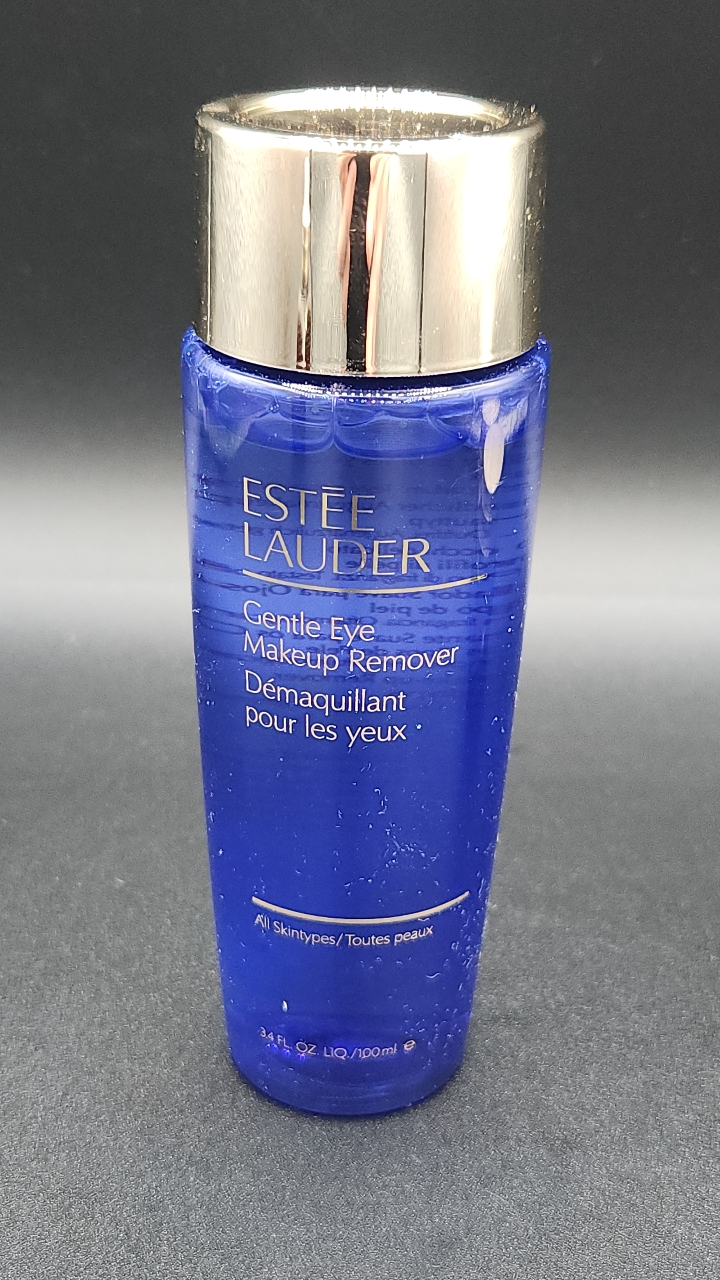 ESTĒE
LAUDER
Gentle Eye
Makeup Remover
Démaquillant
pour les yeux
All Skintypes/Toutes peaux
3.4 FL. OZ. LIQ./100ml ℮